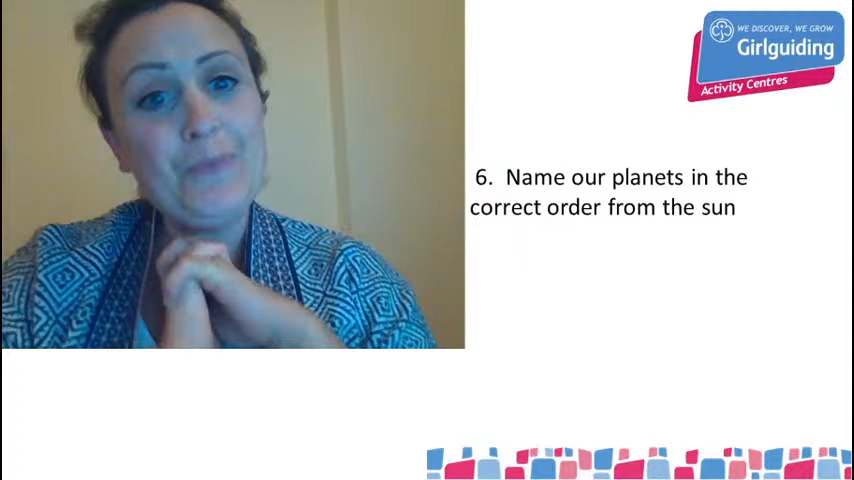 WE DISCOVER, WE GROW
Girlguiding
Activity Centres
6. Name our planets in the
correct order from the sun